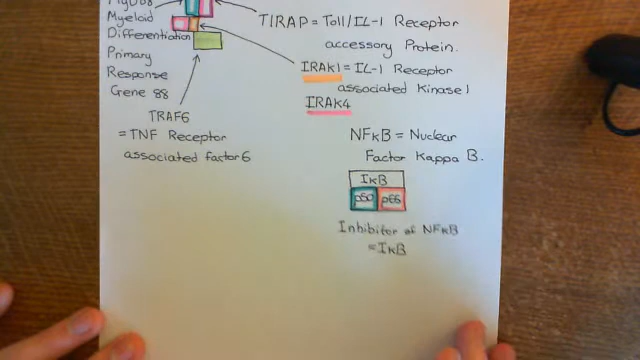 MyD88
Myeloid
Differentiation
Primary
Response
Gene 88
TIRAP = Toll/IL-1 Receptor
accessory Protein.
IRAK1 = IL-1 Receptor
associated Kinase 1
IRAK4
TRAF6
= TNF Receptor
associated factor 6
NFκB = Nuclear
Factor Kappa B.
IκB
p50 p65
Inhibitor of NFκB
= IκB